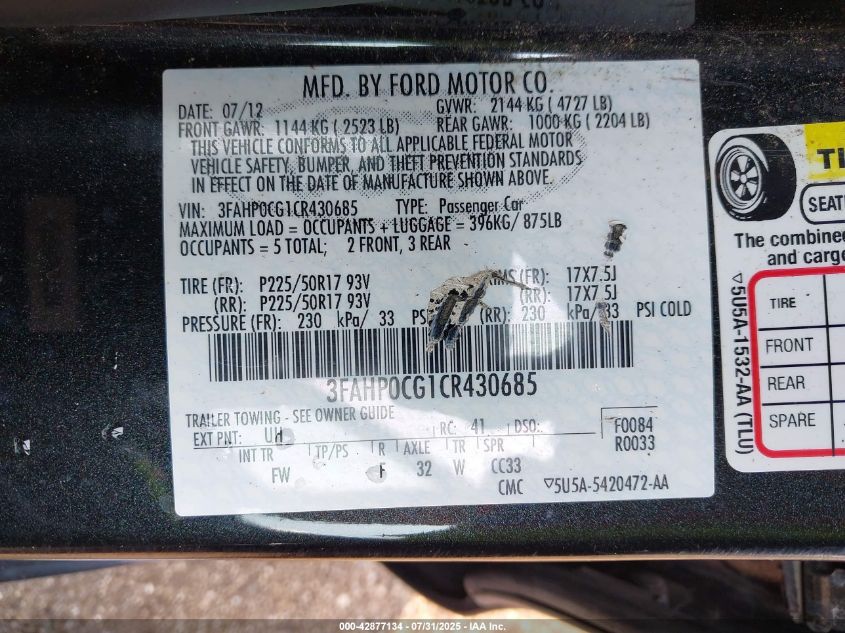 MFD. BY FORD MOTOR CO.
DATE: 07/12 GVWR: 2144 KG ( 4727 LB)
FRONT GAWR: 1144 KG ( 2523 LB) REAR GAWR: 1000 KG ( 2204 LB)
THIS VEHICLE CONFORMS TO ALL APPLICABLE FEDERAL MOTOR
VEHICLE SAFETY, BUMPER, AND THEFT PREVENTION STANDARDS
IN EFFECT ON THE DATE OF MANUFACTURE SHOWN ABOVE.
VIN: 3FAHP0CG1CR430685 TYPE: Passenger Car
MAXIMUM LOAD = OCCUPANTS + LUGGAGE = 396KG/ 875LB
OCCUPANTS = 5 TOTAL; 2 FRONT, 3 REAR
TIRE (FR): P225/50R17 93V (FR): 17X7.5J
(RR): P225/50R17 93V (RR): 17X7.5J
PRESSURE (FR): 230 kPa/ 33 (RR): 230 kPa/ 33 PSI COLD
3FAHP0CG1CR430685
TRAILER TOWING - SEE OWNER GUIDE
EXT PNT: UH RC: 41 DSO: F0084
R0033
INT TR TP/PS R AXLE TR SPR
FW F 32 W CC33
CMC ▽5U5A-5420472-AA
The combine
and carg
TIRE
FRONT
REAR
SPARE
▽5U5A-1532-AA (TLU)
000-42877134 - 07/31/2025 - IAA Inc.